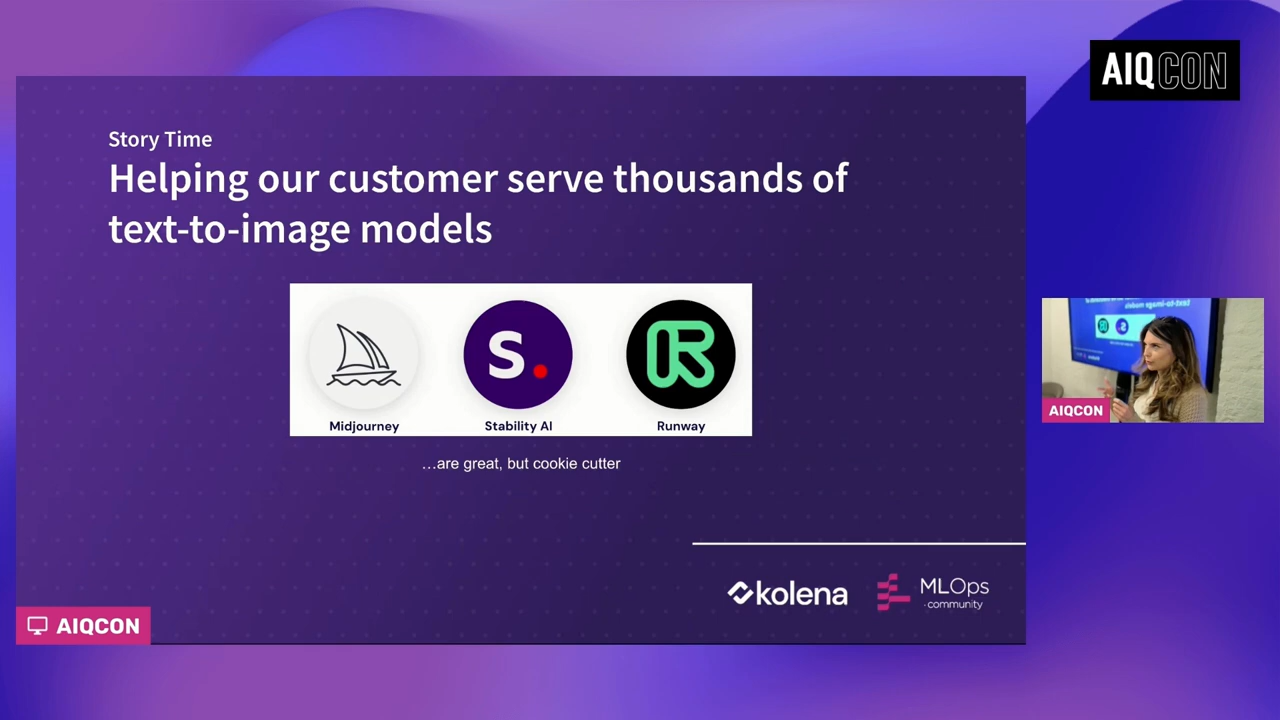 AIQCON
Story Time
Helping our customer serve thousands of
text-to-image models
S.
Midjourney
Stability AI
Runway
…are great, but cookie cutter
kolena
MLOps
community
AIQCON
AIQCON